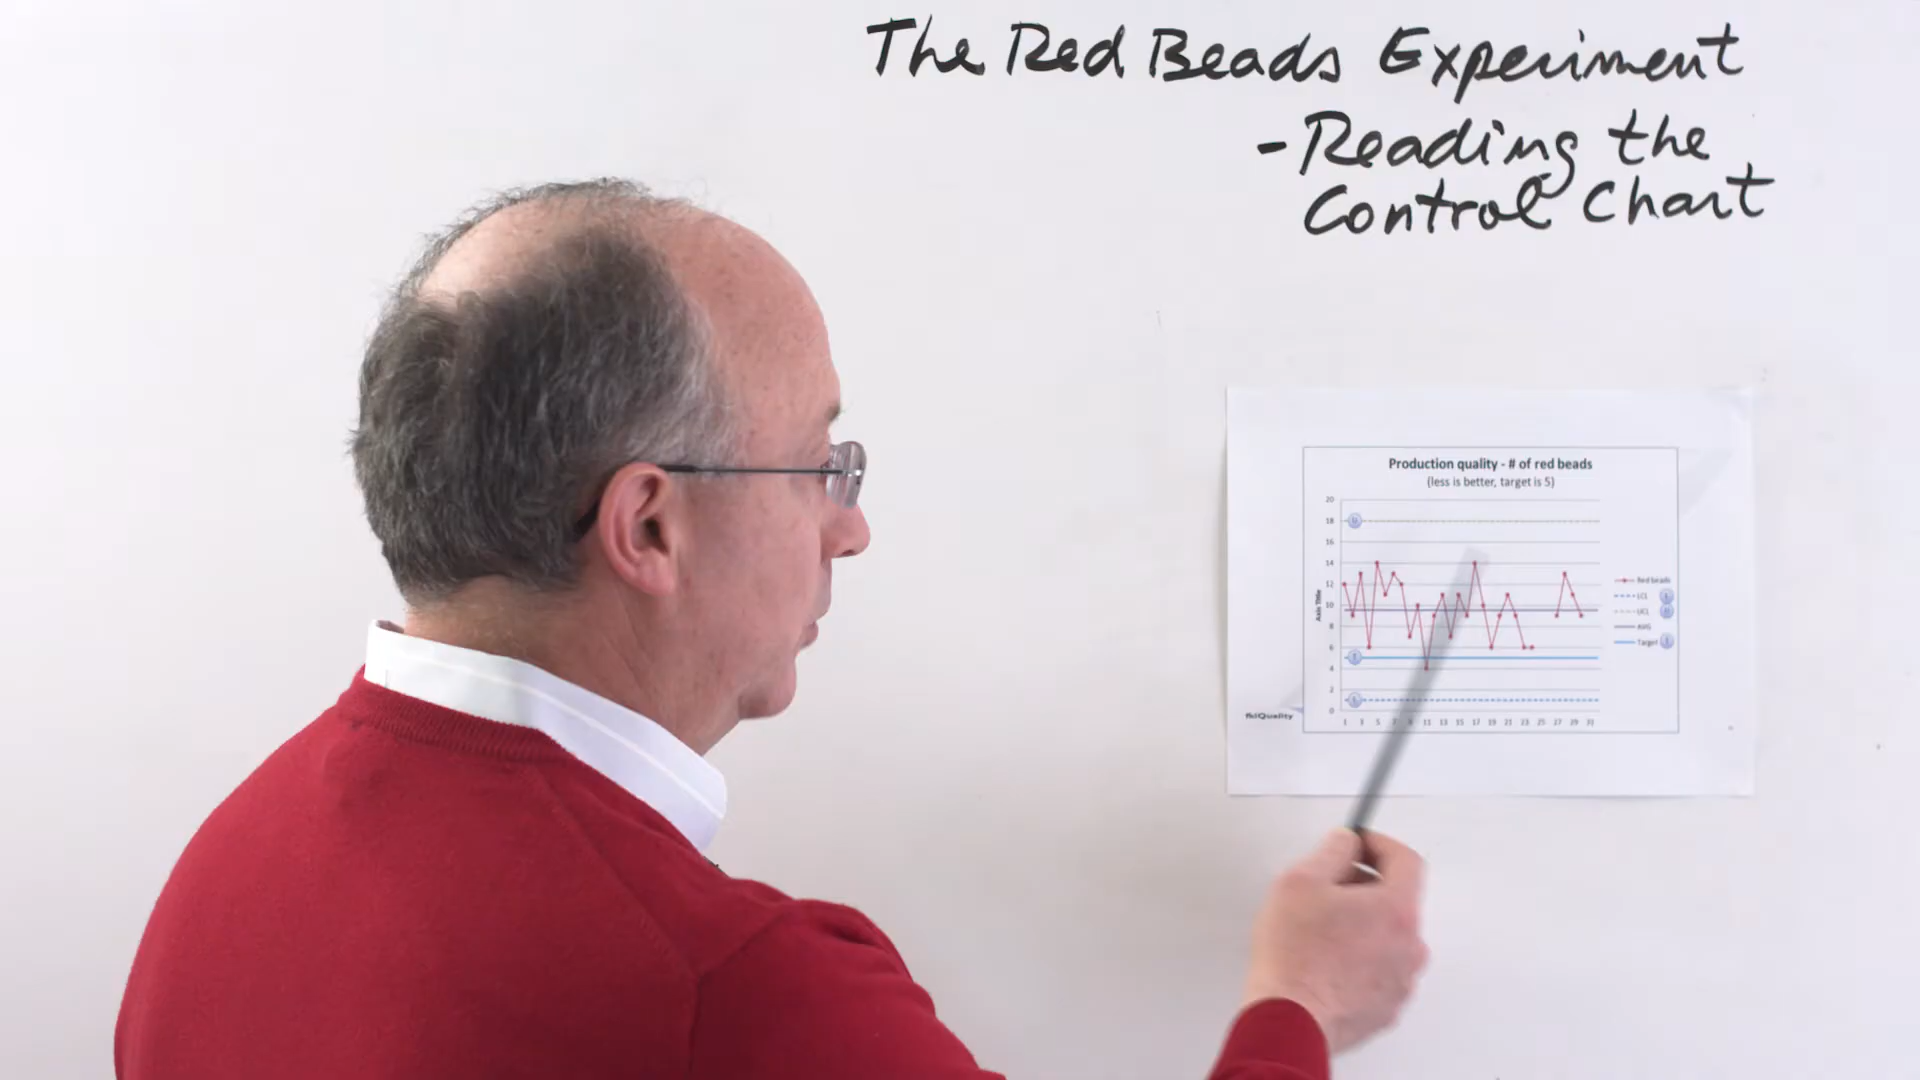 The Red Beads Experiment
- Reading the
Control Chart
Production quality - # of red beads
(less is better, target is 5)
20
18
16
14
12
10
8
6
4
2
0
Axis Title
1 3 5 7 9 11 13 15 17 19 21 23 25 27 29 31
Red beads
LCL
UCL
AVG
Target